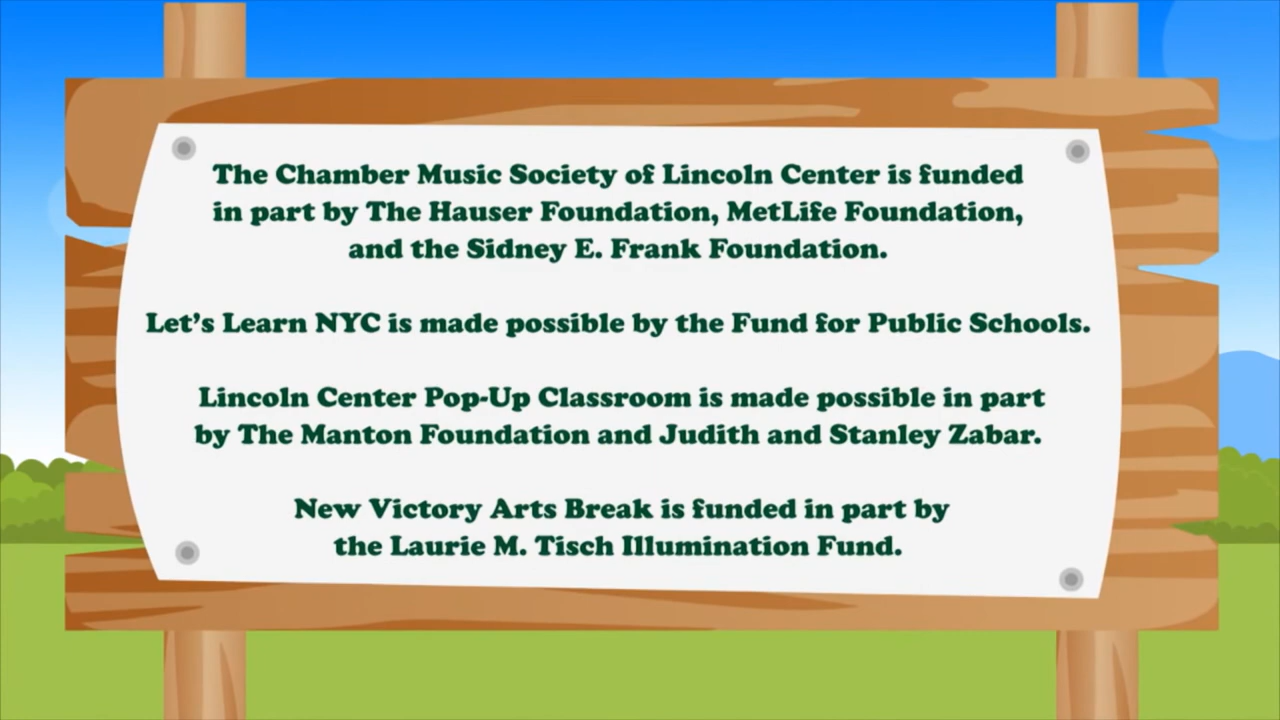 The Chamber Music Society of Lincoln Center is funded
in part by The Hauser Foundation, MetLife Foundation,
and the Sidney E. Frank Foundation.
Let's Learn NYC is made possible by the Fund for Public Schools.
Lincoln Center Pop-Up Classroom is made possible in part
by The Manton Foundation and Judith and Stanley Zabar.
New Victory Arts Break is funded in part by
the Laurie M. Tisch Illumination Fund.